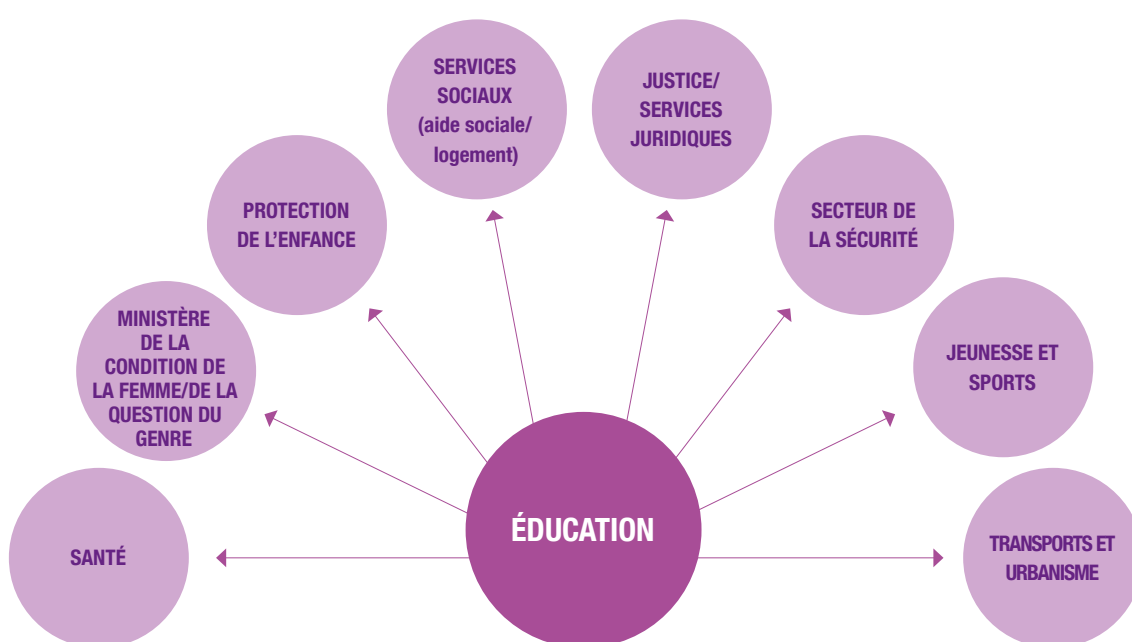 SERVICES
SOCIAUX
(aide sociale/
logement)
JUSTICE/
SERVICES
JURIDIQUES
PROTECTION
DE L'ENFANCE
SECTEUR DE
LA SÉCURITÉ
MINISTÈRE
DE LA
CONDITION DE
LA FEMME/DE LA
QUESTION DU
GENRE
JEUNESSE ET
SPORTS
ÉDUCATION
SANTÉ
TRANSPORTS ET
URBANISME